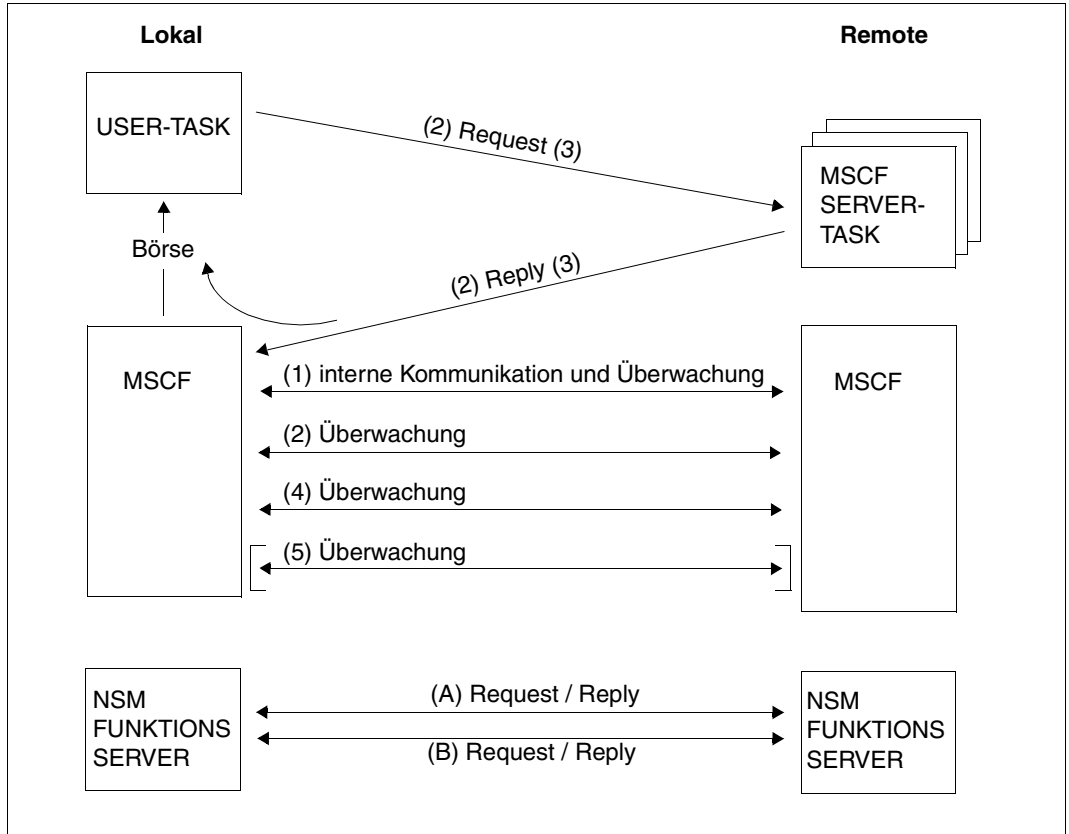 Lokal
Remote
USER-TASK
(2) Request (3)
MSCF
SERVER-
TASK
Börse
(2) Reply (3)
MSCF
(1) interne Kommunikation und Überwachung
MSCF
(2) Überwachung
(4) Überwachung
(5) Überwachung
NSM
FUNKTIONS
SERVER
(A) Request / Reply
(B) Request / Reply
NSM
FUNKTIONS
SERVER